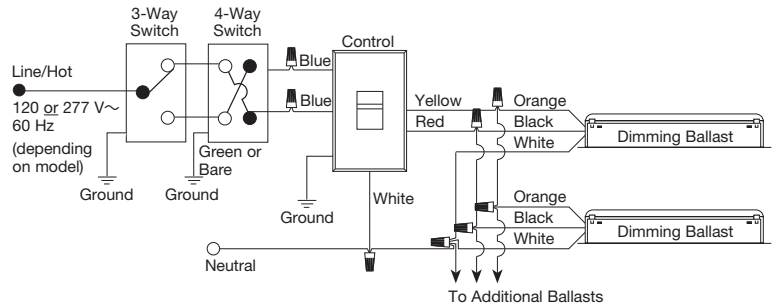 3-Way
Switch
4-Way
Switch
Control
Line/Hot
Blue
120 or 277 V~
60 Hz
(depending
on model)
Blue
Yellow
Orange
Red
Black
White
Dimming Ballast
Green or
Bare
Ground
Ground
Ground
White
Orange
Black
White
Dimming Ballast
Neutral
To Additional Ballasts